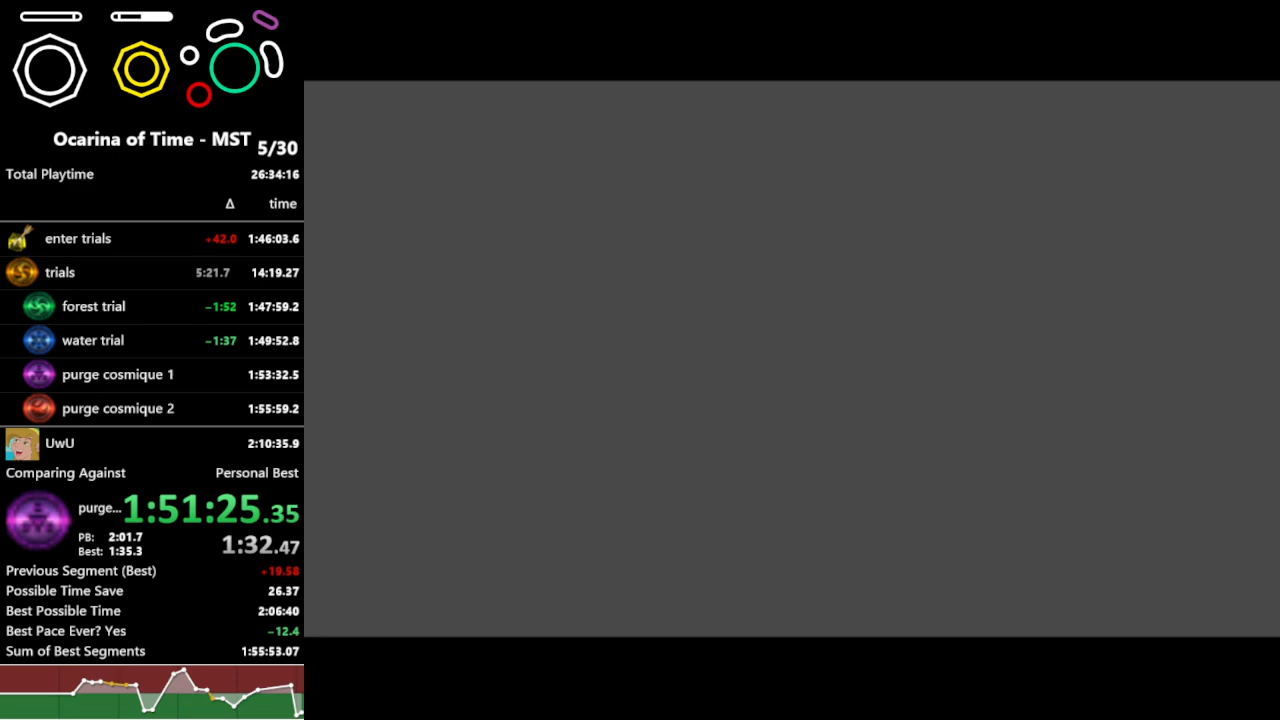 Ocarina of Time - MST 5/30
Total Playtime 26:34:16
Δ time
enter trials +42.0 1:46:03.6
trials 5:21.7 14:19.27
forest trial −1:52 1:47:59.2
water trial −1:37 1:49:52.8
purge cosmique 1 1:53:32.5
purge cosmique 2 1:55:59.2
UwU 2:10:35.9
Comparing Against Personal Best
purge... 1:51:25.35
PB: 2:01.7 1:32.47
Best: 1:35.3
Previous Segment (Best) +19.58
Possible Time Save 26.37
Best Possible Time 2:06:40
Best Pace Ever? Yes −12.4
Sum of Best Segments 1:55:53.07